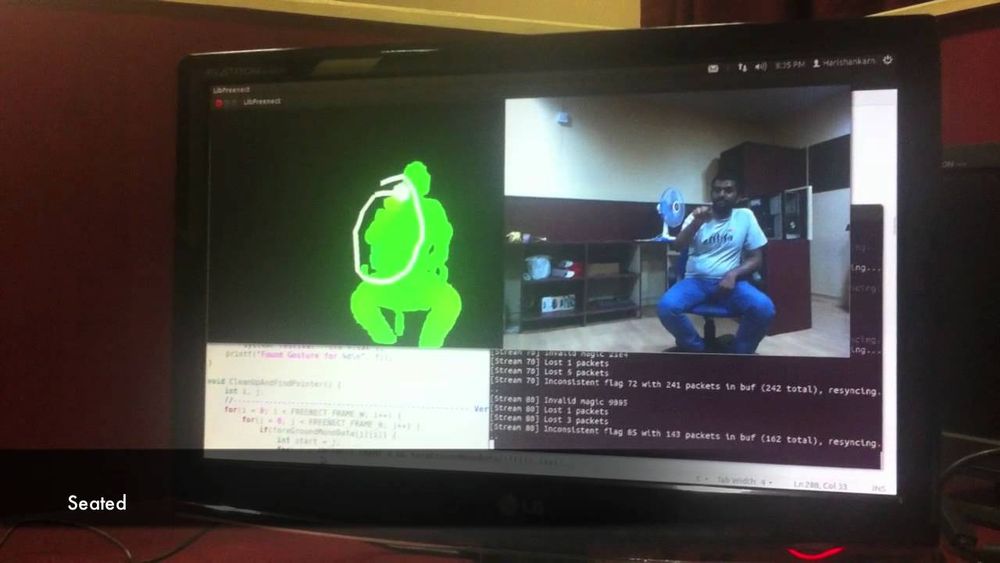 8:35 PM Harishankarn
LibFreenect
LibFreenect
printf("Found Gesture for %d\n"
}
void CleanUpAndFindPointer() {
int i, j;
//
for(i = 0; i < FREENECT_FRAME_W; i++) {
for(j = 0; j < FREENECT_FRAME_H; j++) {
int start = j;
[Stream 70] Invalid magic 21e4
[Stream 70] Lost 1 packets
[Stream 70] Lost 5 packets
[Stream 70] Inconsistent flag 72 with 241 packets in buf (242 total), resyncing.
..
[Stream 80] Invalid magic 9895
[Stream 80] Lost 1 packets
[Stream 80] Lost 3 packets
[Stream 80] Inconsistent flag 85 with 143 packets in buf (162 total), resyncing.
..
Tab Width: 4
Ln 288, Col 33
INS
LG
Seated